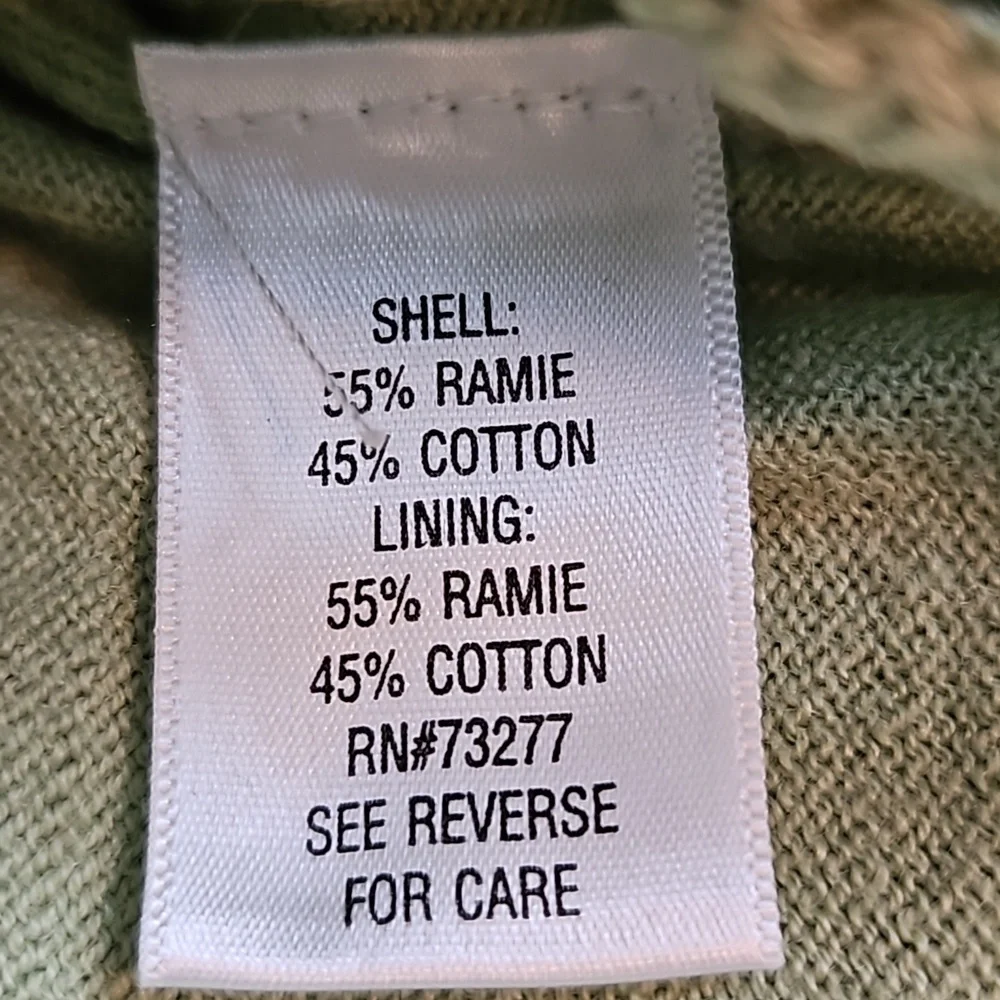 SHELL:
55% RAMIE
45% COTTON
LINING:
55% RAMIE
45% COTTON
RN#73277
SEE REVERSE
FOR CARE